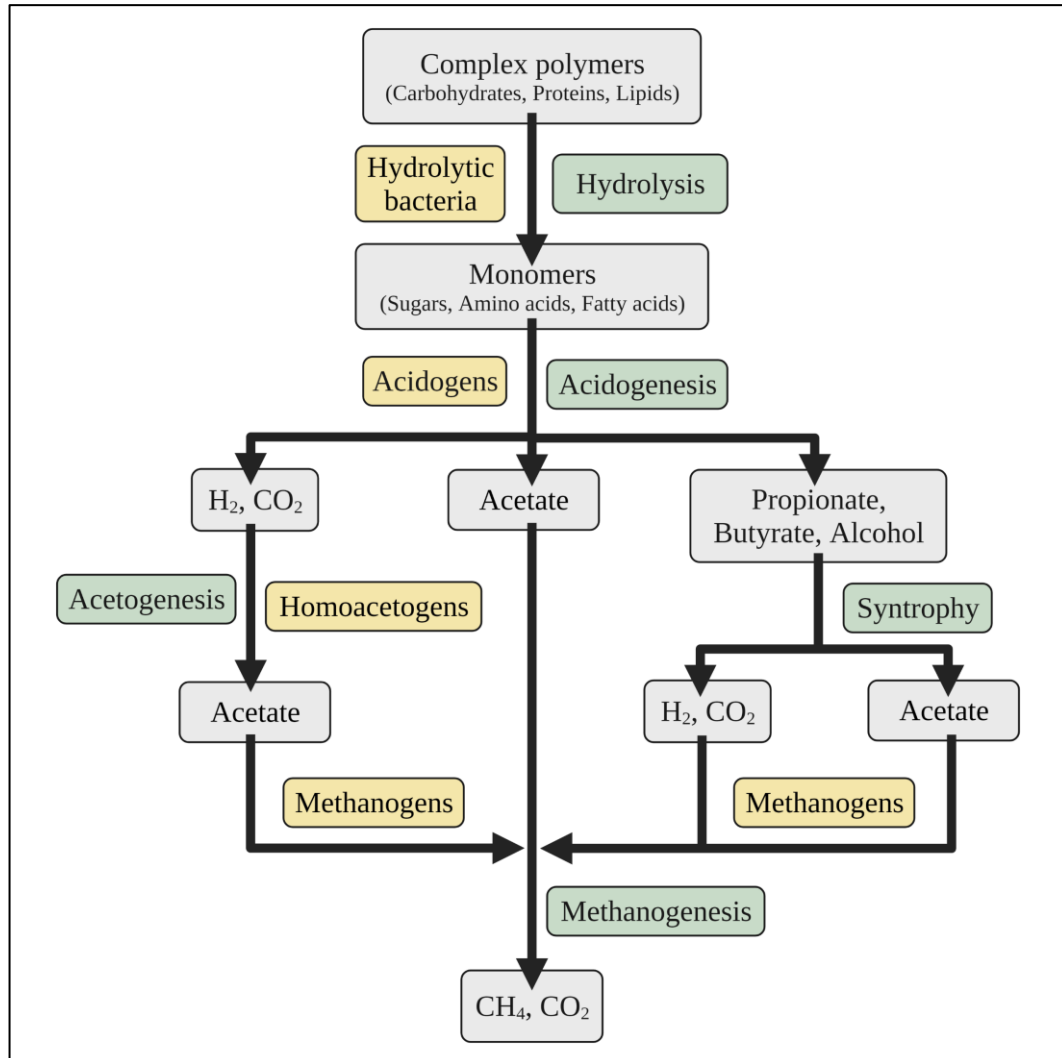 Complex polymers
(Carbohydrates, Proteins, Lipids)
Hydrolytic
bacteria
Hydrolysis
Monomers
(Sugars, Amino acids, Fatty acids)
Acidogens
Acidogenesis
H₂, CO₂
Acetate
Propionate,
Butyrate, Alcohol
Acetogenesis
Homoacetogens
Syntrophy
Acetate
H₂, CO₂
Acetate
Methanogens
Methanogens
Methanogenesis
CH₄, CO₂